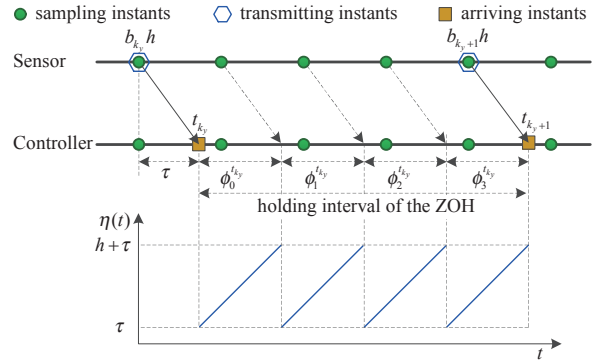 sampling instants transmitting instants arriving instants
b_{k_y}h b_{k_y+1}h
Sensor
t_{k_y} t_{k_y+1}
Controller
τ ϕ_0^{t_{k_y}} ϕ_1^{t_{k_y}} ϕ_2^{t_{k_y}} ϕ_3^{t_{k_y}}
holding interval of the ZOH
η(t)
h+τ
τ
t